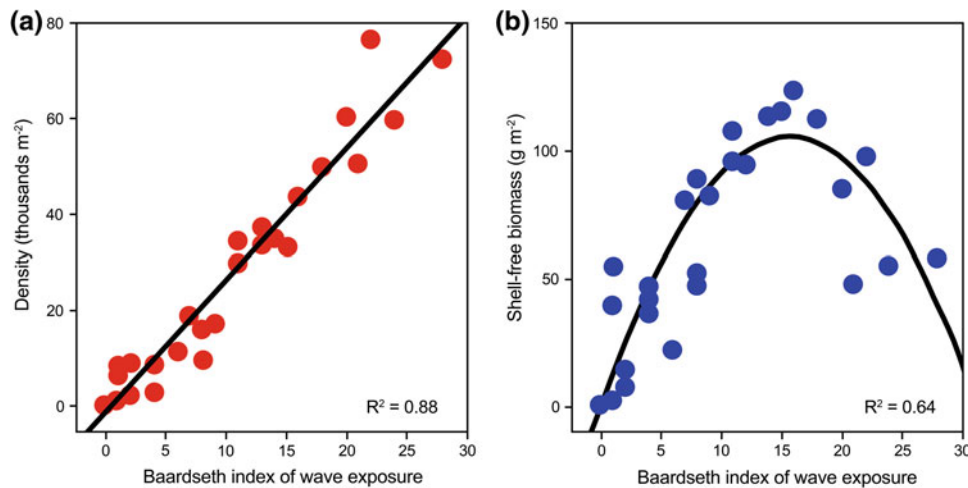 (a)
80
60
40
20
0
Density (thousands m⁻²)
R² = 0.88
0 5 10 15 20 25 30
Baardseth index of wave exposure
(b)
150
100
50
0
Shell-free biomass (g m⁻²)
R² = 0.64
0 5 10 15 20 25 30
Baardseth index of wave exposure